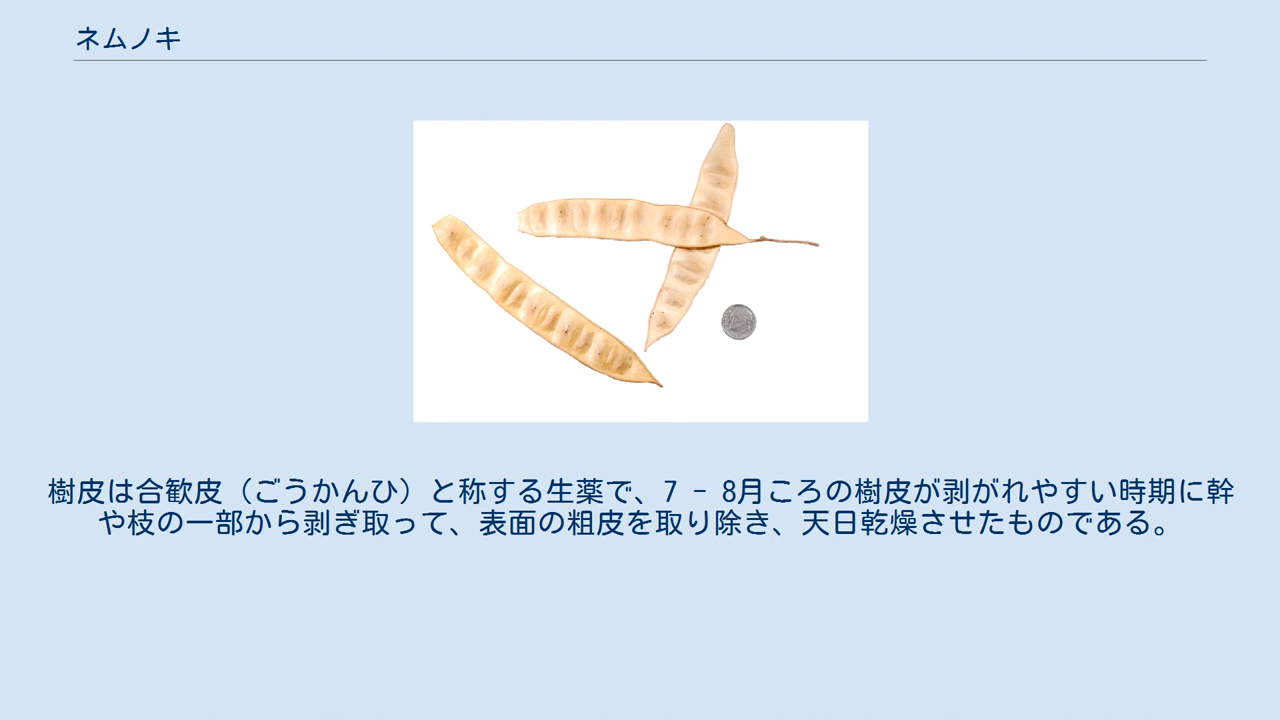 ネムノキ
樹皮は合歓皮（ごうかんひ）と称する生薬で、7 - 8月ころの樹皮が剥がれやすい時期に幹
や枝の一部から剥ぎ取って、表面の粗皮を取り除き、天日乾燥させたものである。